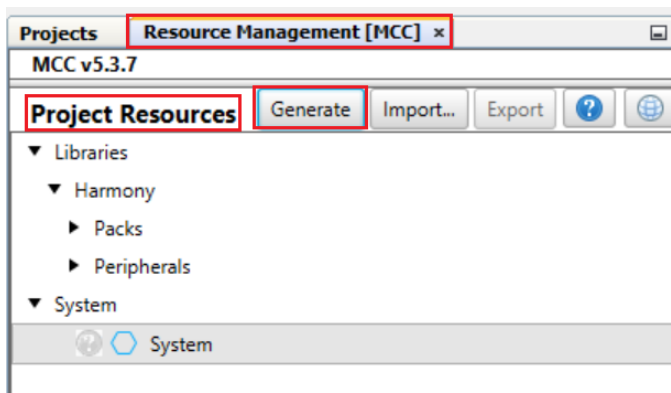 Projects Resource Management [MCC] ×
MCC v5.3.7
Project Resources Generate Import... Export ?
▼ Libraries
▼ Harmony
▶ Packs
▶ Peripherals
▼ System
? System